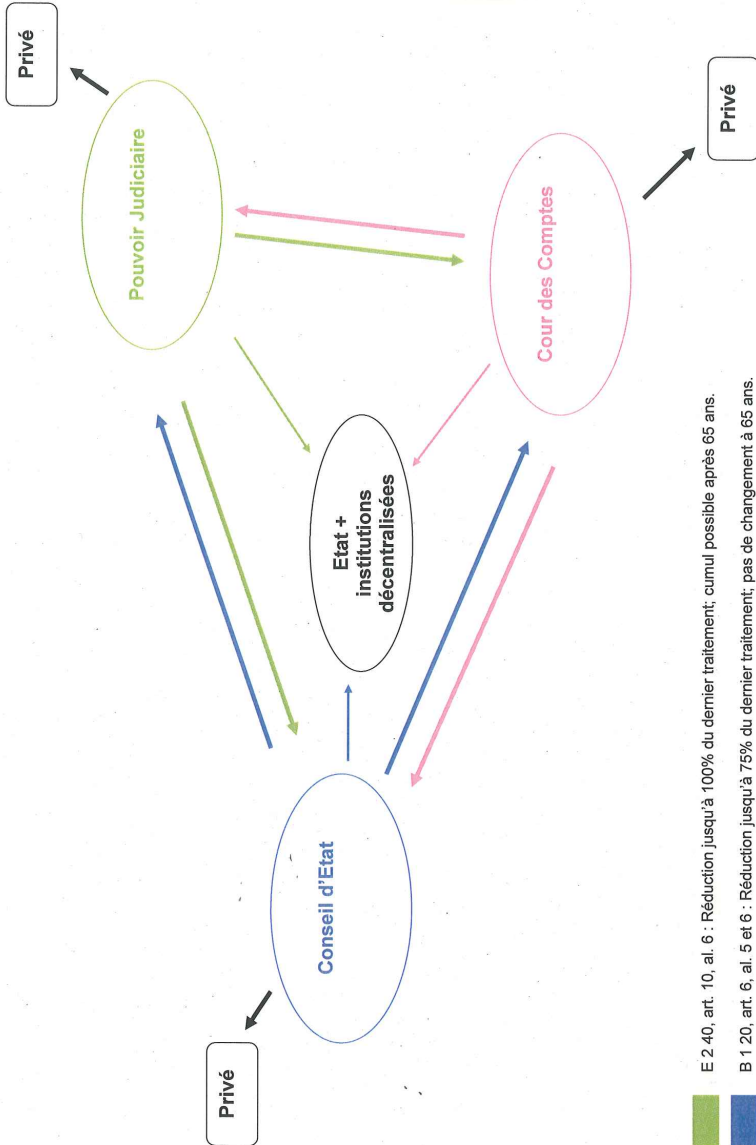 Privé
Pouvoir Judiciaire
Privé
Cour des Comptes
Etat +
institutions
décentralisées
Conseil d'Etat
Privé
E 2 40, art. 10, al. 6 : Réduction jusqu'à 100% du dernier traitement; cumul possible après 65 ans.
B 1 20, art. 6, al. 5 et 6 : Réduction jusqu'à 75% du dernier traitement; pas de changement à 65 ans.